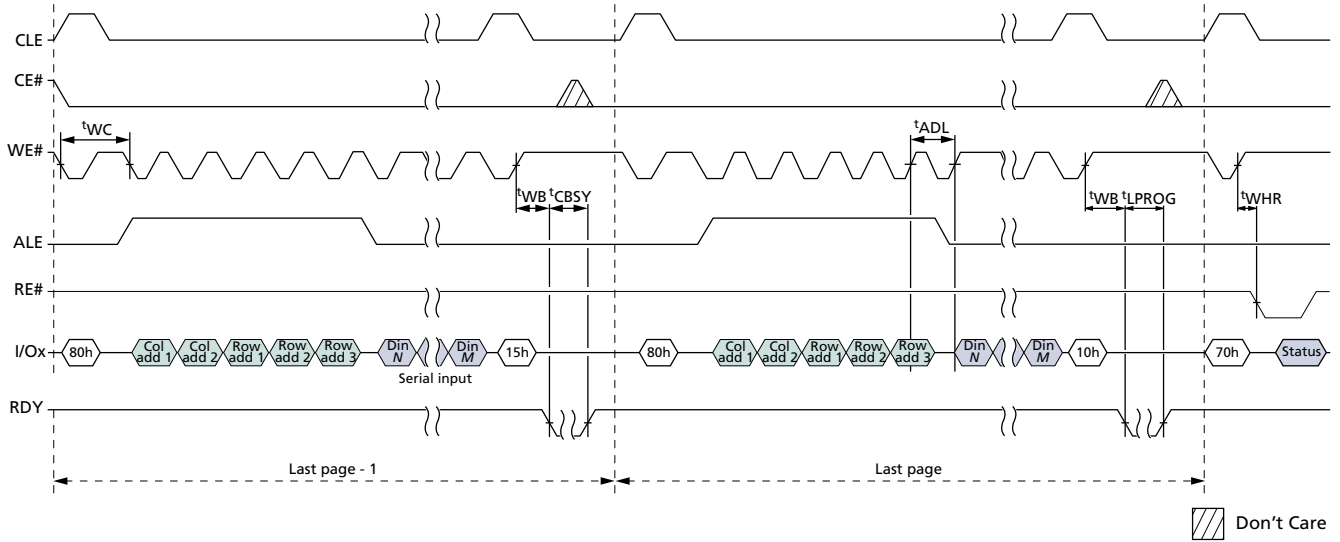 CLE
CE#
tWC
tADL
WE#
tWB tCBSY
tWB tLPROG
tWHR
ALE
RE#
I/Ox
80h
Col add 1
Col add 2
Row add 1
Row add 2
Row add 3
Din N
Din M
15h
80h
Col add 1
Col add 2
Row add 1
Row add 2
Row add 3
Din N
Din M
10h
70h
Status
Serial input
RDY
Last page - 1
Last page
Don't Care